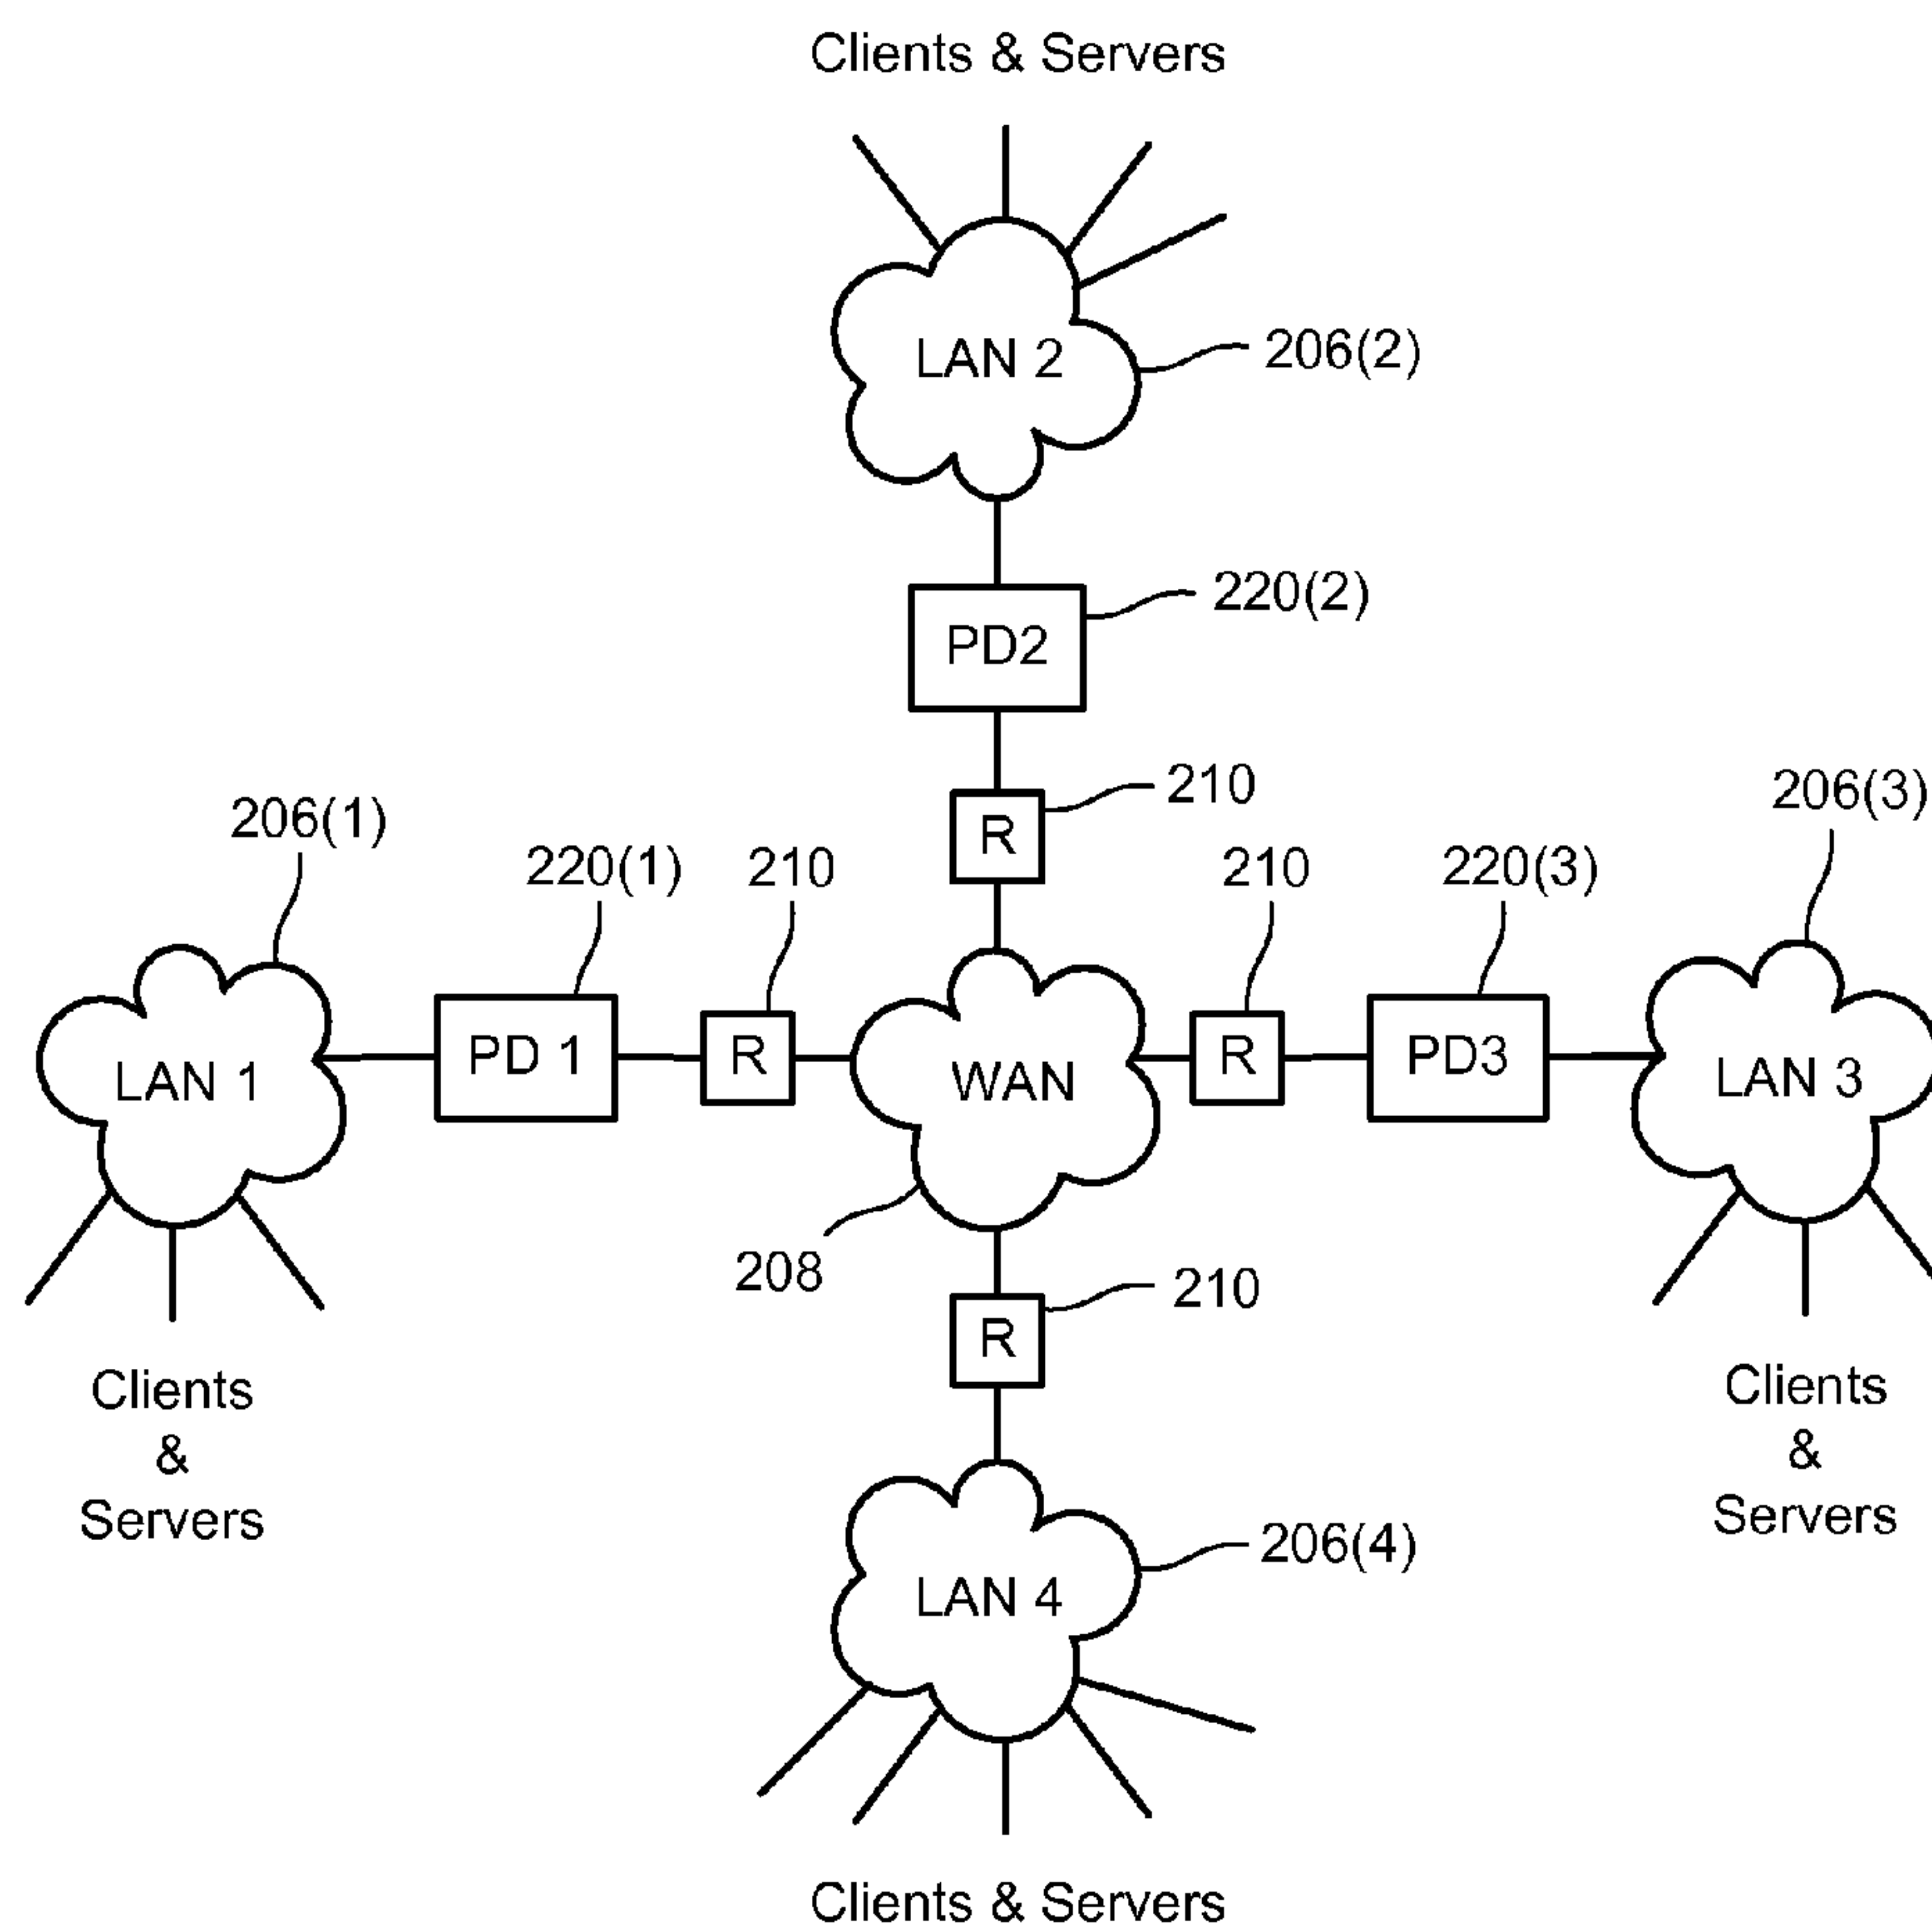 Clients & Servers
LAN 2
206(2)
220(2)
PD2
210
R
206(1)
220(1)
210
210
220(3)
206(3)
LAN 1
PD 1
R
WAN
R
PD3
LAN 3
208
210
R
Clients
&
Servers
Clients
&
Servers
206(4)
LAN 4
Clients & Servers